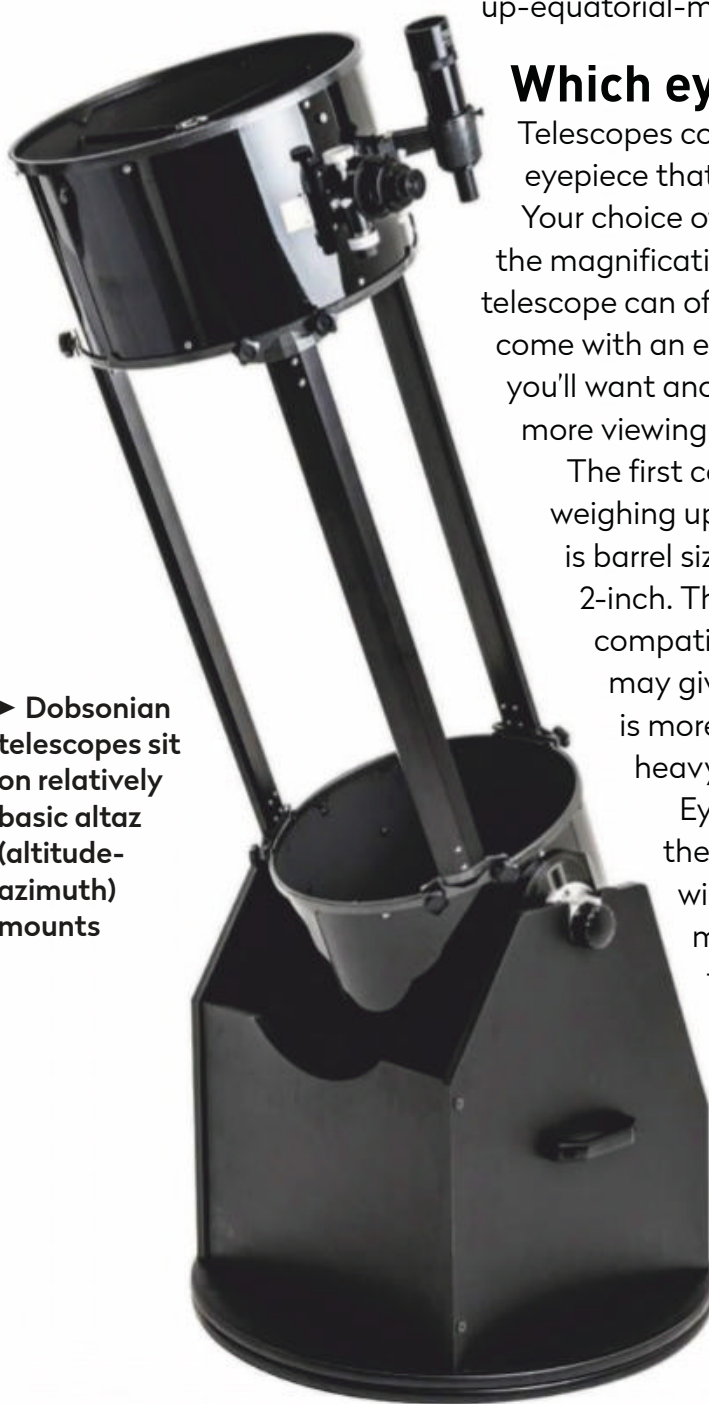 up-equatorial-m
Which ey
Telescopes co
eyepiece that
Your choice of
the magnificati
telescope can of
come with an e
you'll want ano
more viewing
The first co
weighing up
is barrel siz
2-inch. Th
compati
may giv
is more
heavy
Ey
the
wi
m
► Dobsonian
telescopes sit
on relatively
basic altaz
(altitude-
azimuth)
mounts